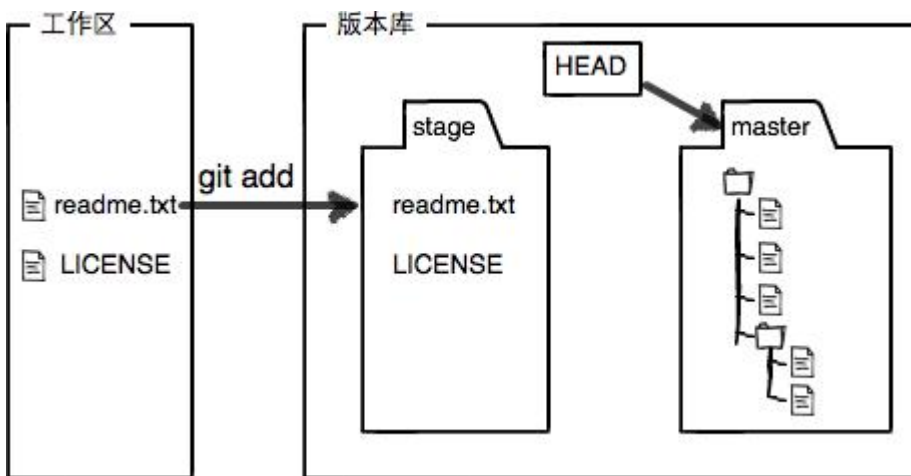 工作区
版本库
HEAD
stage
master
git add
readme.txt
readme.txt
LICENSE
LICENSE